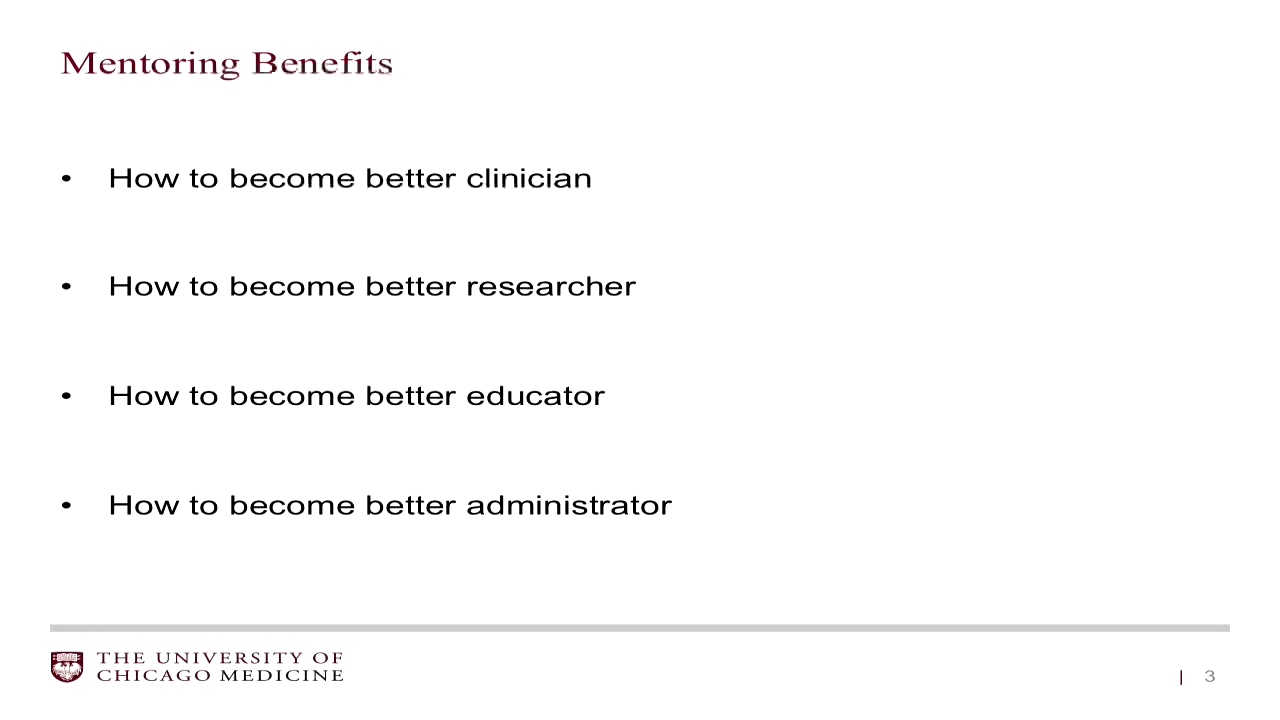 Mentoring Benefits
• How to become better clinician
• How to become better researcher
• How to become better educator
• How to become better administrator
THE UNIVERSITY OF
CHICAGO MEDICINE
| 3